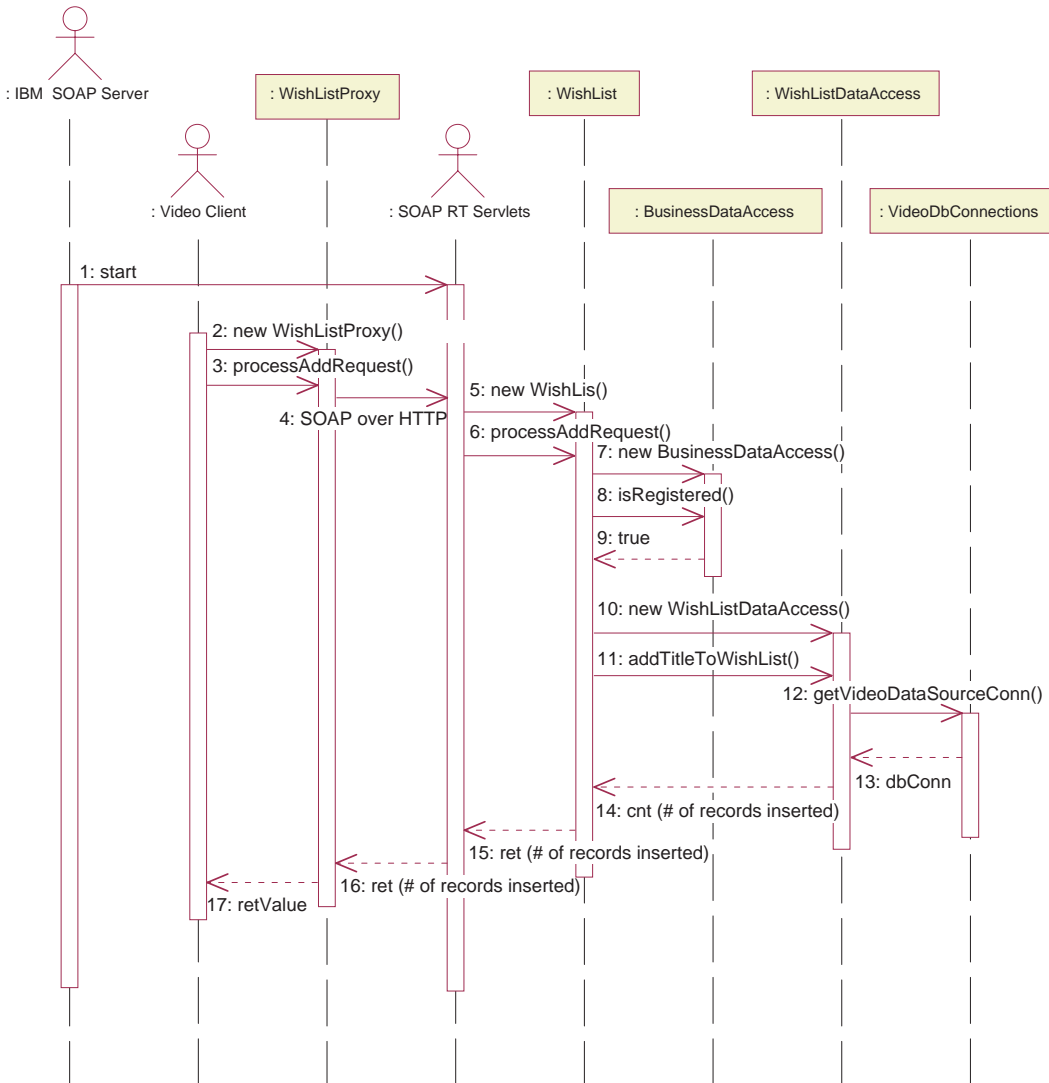 : IBM  SOAP Server
: WishListProxy
: WishList
: WishListDataAccess
: Video Client
: SOAP RT Servlets
: BusinessDataAccess
: VideoDbConnections
1: start
2: new WishListProxy()
3: processAddRequest()
4: SOAP over HTTP
5: new WishLis()
6: processAddRequest()
7: new BusinessDataAccess()
8: isRegistered()
9: true
10: new WishListDataAccess()
11: addTitleToWishList()
12: getVideoDataSourceConn()
13: dbConn
14: cnt (# of records inserted)
15: ret (# of records inserted)
16: ret (# of records inserted)
17: retValue